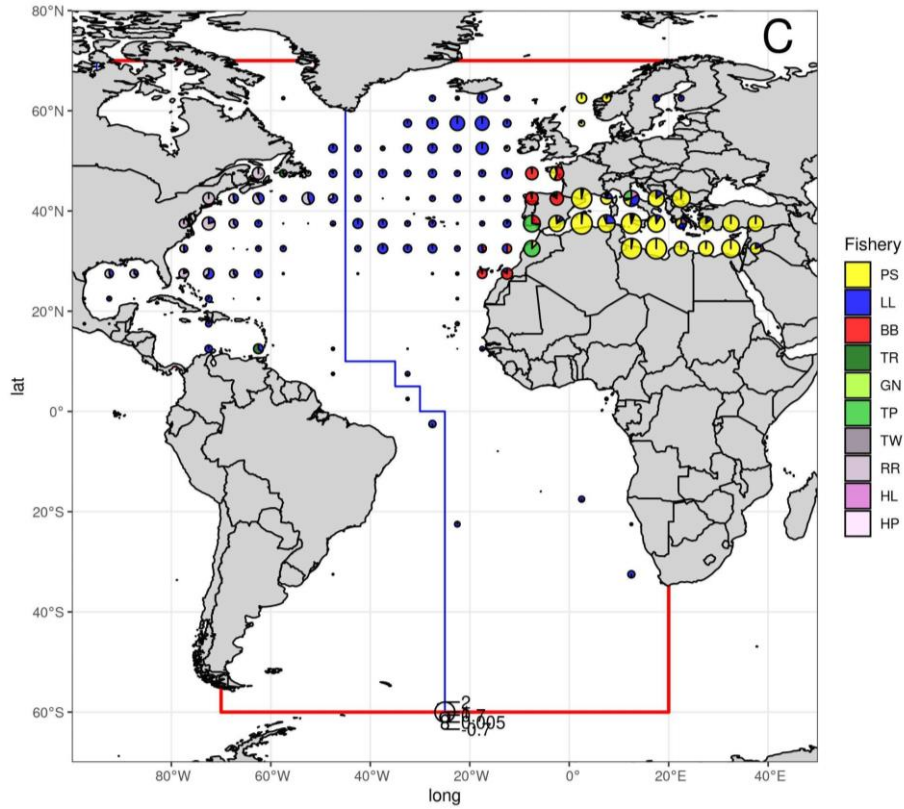 C
80°N
60°N
40°N
20°N
0°
20°S
40°S
60°S
lat
80°W
60°W
40°W
20°W
0°
20°E
40°E
long
Fishery
PS
LL
BB
TR
GN
TP
TW
RR
HL
HP
2
0.005
-0.7